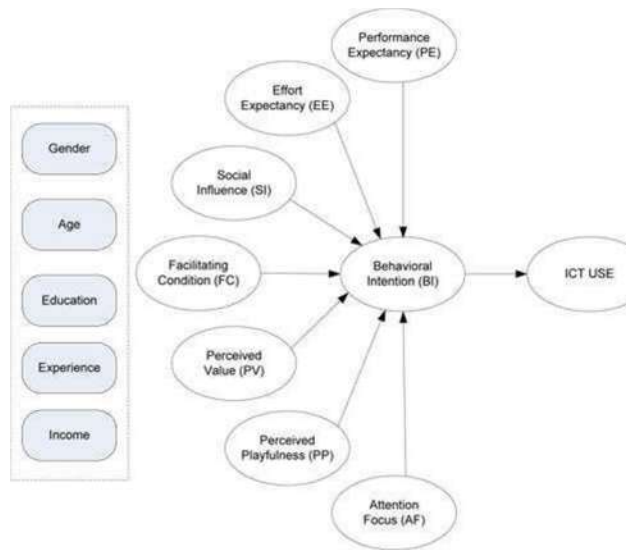 Performance
Expectancy (PE)
Effort
Expectancy (EE)
Gender
Social
Influence (SI)
Age
Facilitating
Condition (FC)
Behavioral
Intention (BI)
ICT USE
Education
Perceived
Value (PV)
Experience
Perceived
Playfulness (PP)
Income
Attention
Focus (AF)